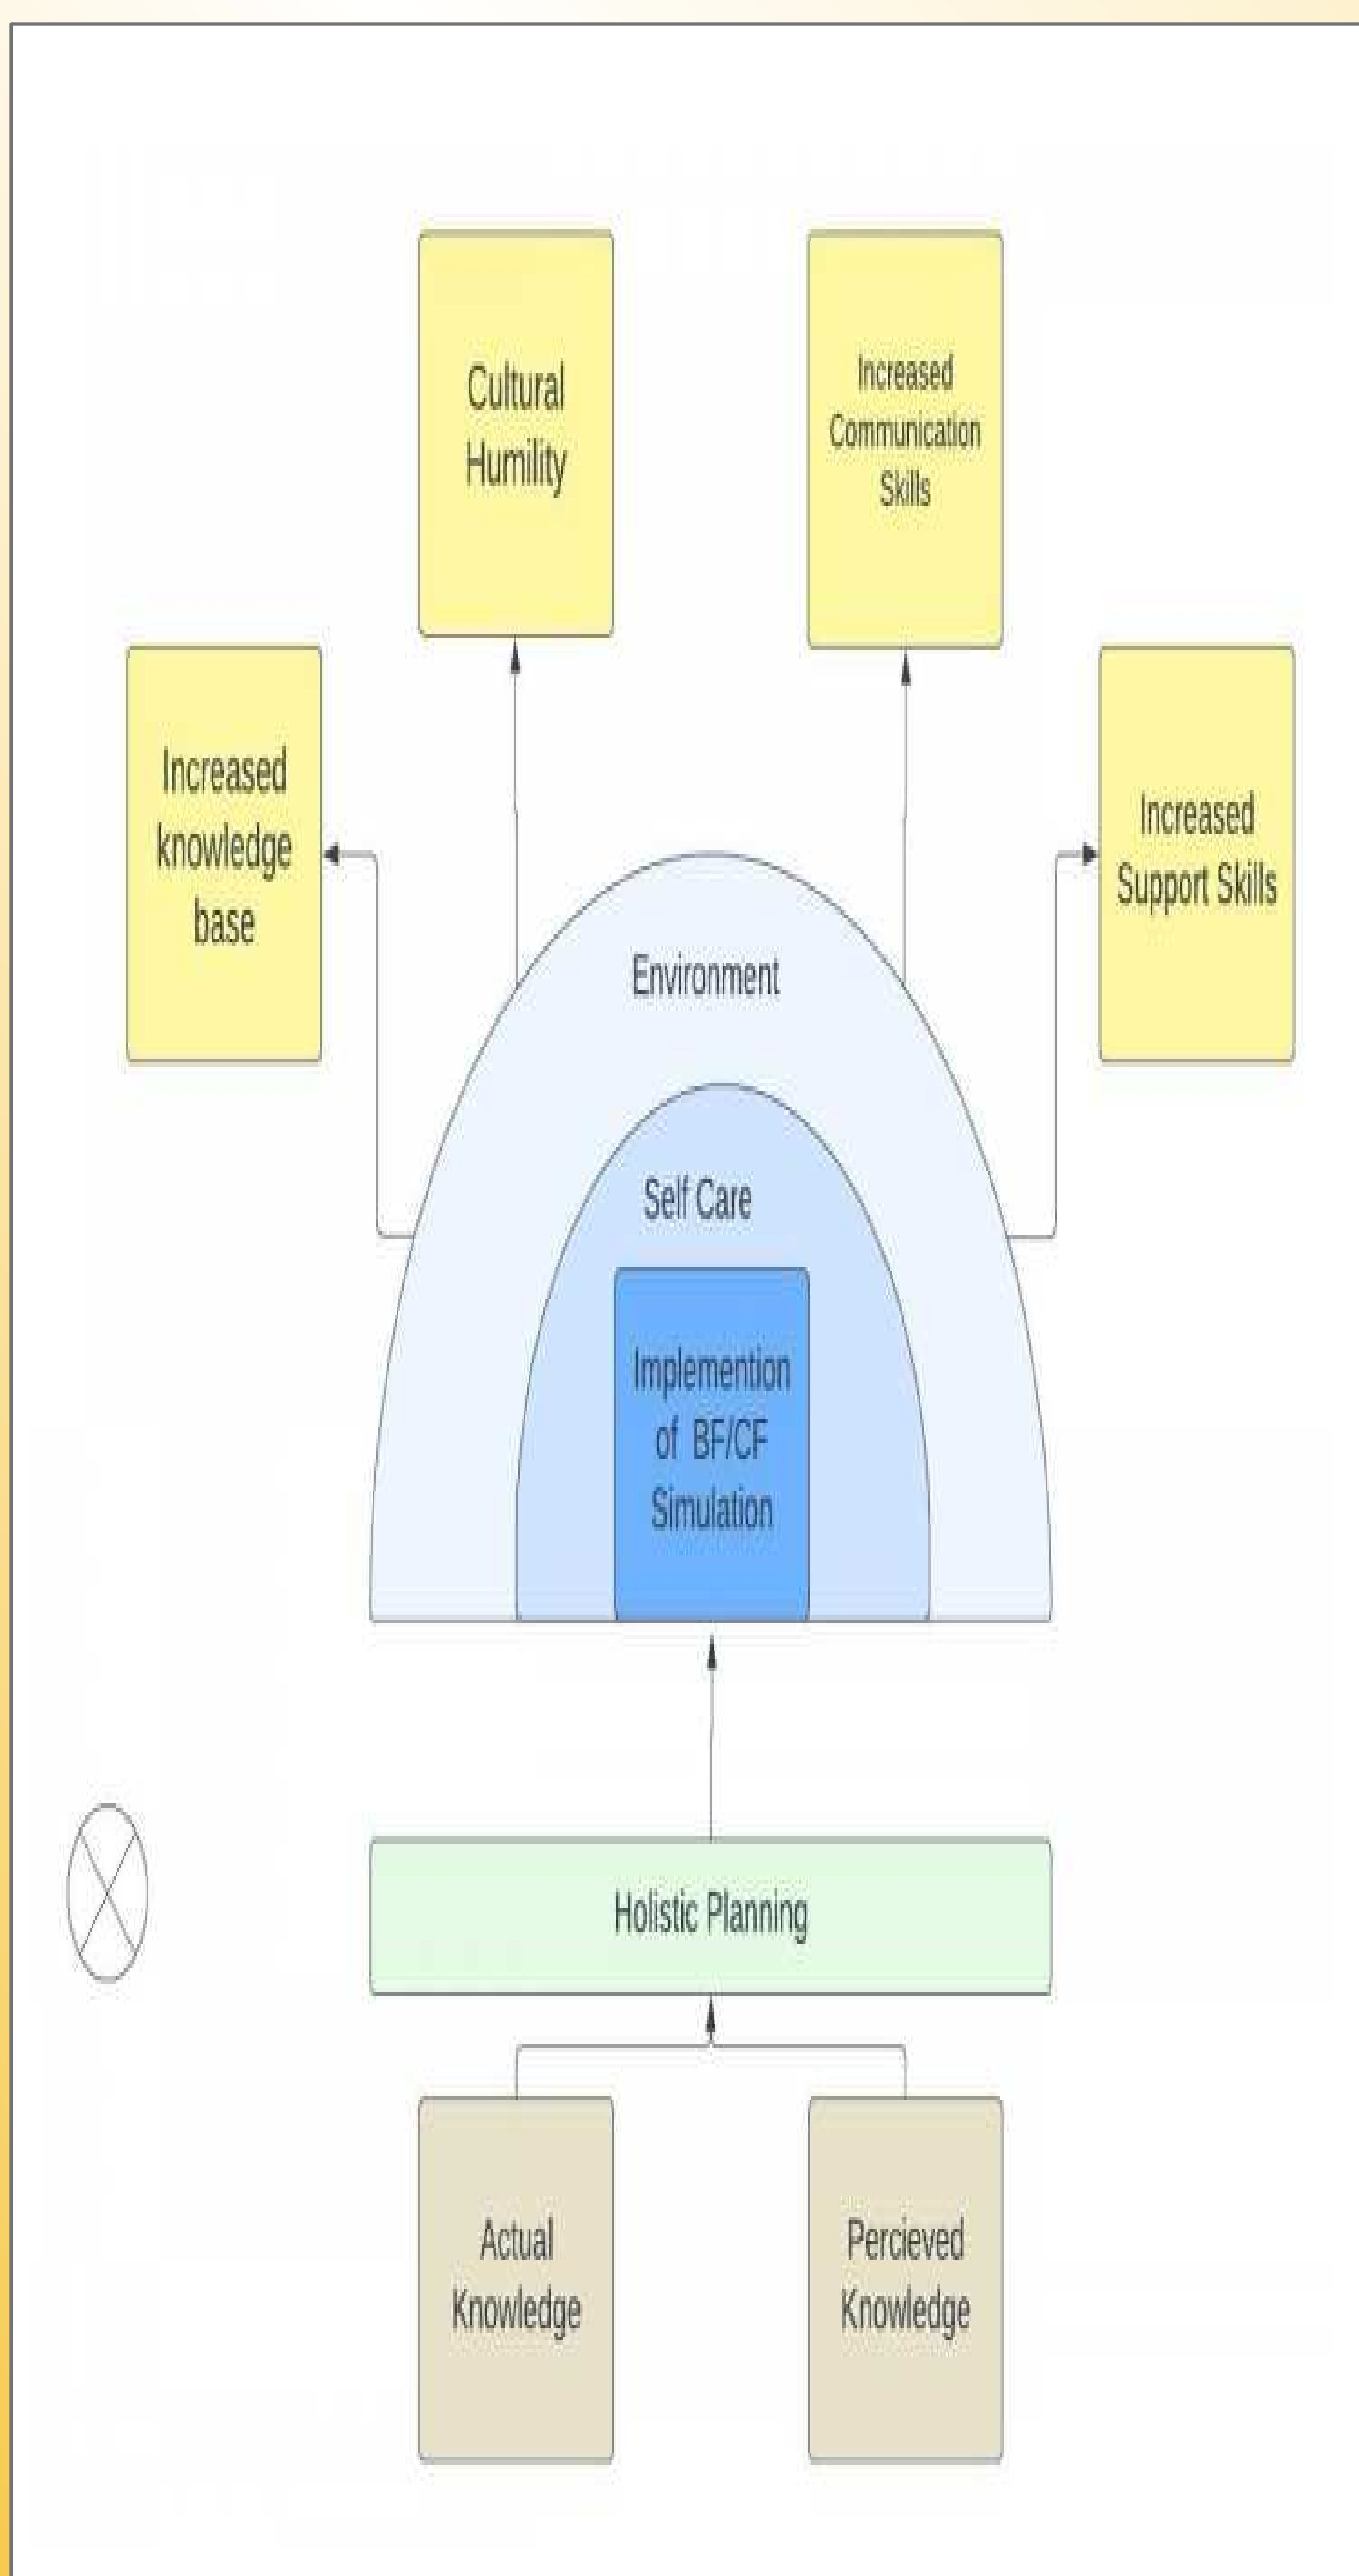 Cultural
Humility
Increased
Communication
Skills
Increased
knowledge
base
Increased
Support Skills
Environment
Self Care
Implemention
of BF/CF
Simulation
Holistic Planning
Actual
Knowledge
Percieved
Knowledge